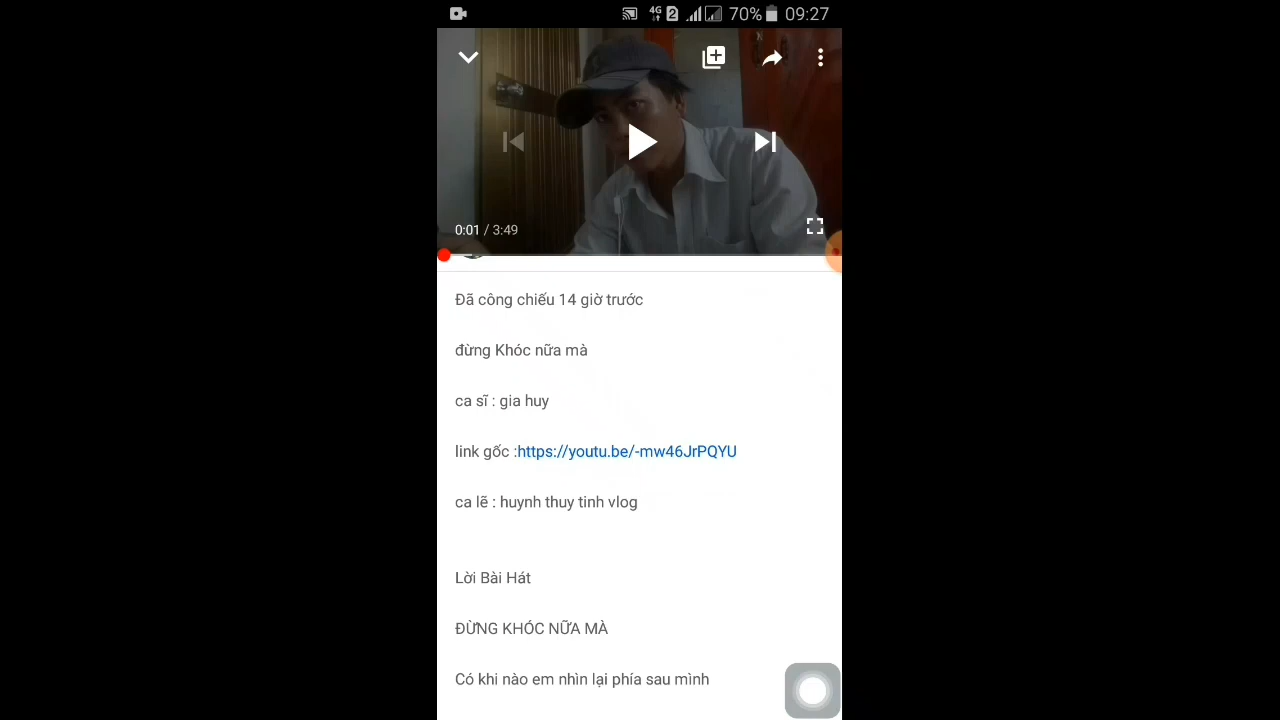 4G 2 70% 09:27
0:01 / 3:49
Đã công chiếu 14 giờ trước
đừng Khóc nữa mà
ca sĩ : gia huy
link gốc :https://youtu.be/-mw46JrPQYU
ca lẽ : huynh thuy tinh vlog
Lời Bài Hát
ĐỪNG KHÓC NỮA MÀ
Có khi nào em nhìn lại phía sau mình